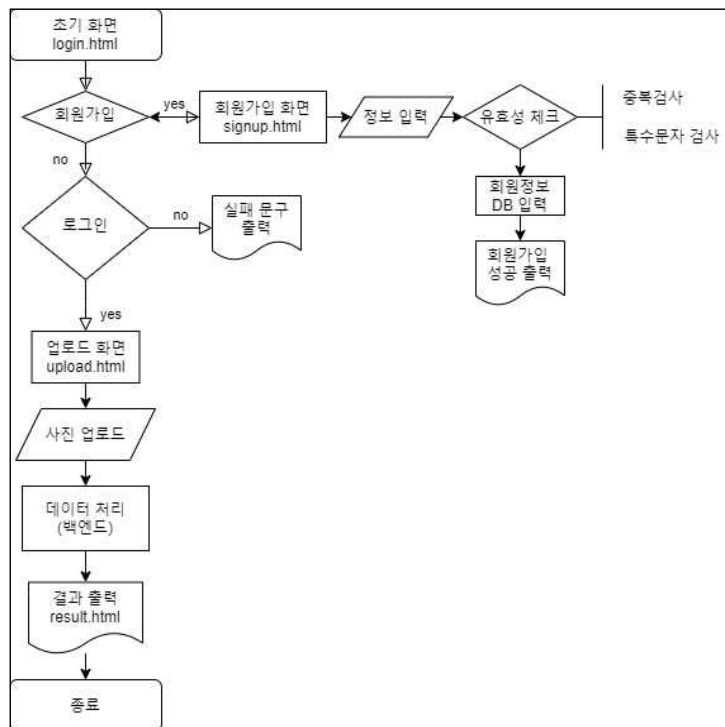 초기 화면
login.html
회원가입
yes
회원가입 화면
signup.html
정보 입력
유효성 체크
중복검사
특수문자 검사
no
회원정보
DB 입력
로그인
no
실패 문구
출력
회원가입
성공 출력
yes
업로드 화면
upload.html
사진 업로드
데이터 처리
(백엔드)
결과 출력
result.html
종료